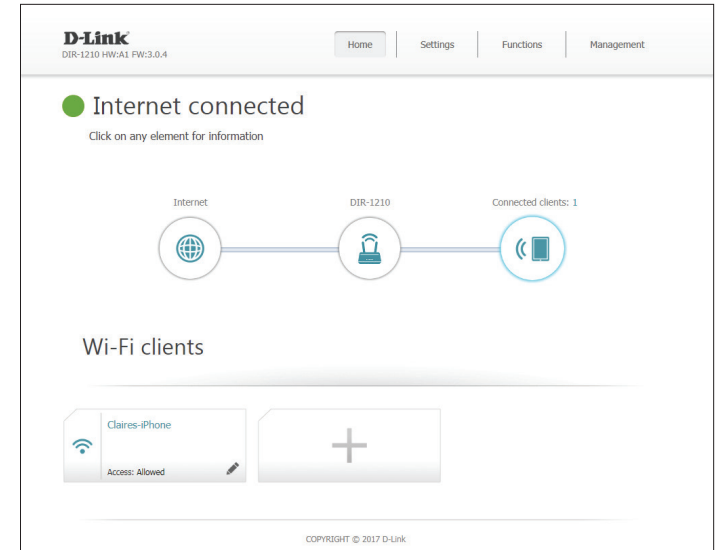 D-Link
DIR-1210 HW:A1 FW:3.0.4
Home Settings Functions Management
Internet connected
Click on any element for information
Internet DIR-1210 Connected clients: 1
Wi-Fi clients
Claires-iPhone
Access: Allowed
COPYRIGHT © 2017 D-Link